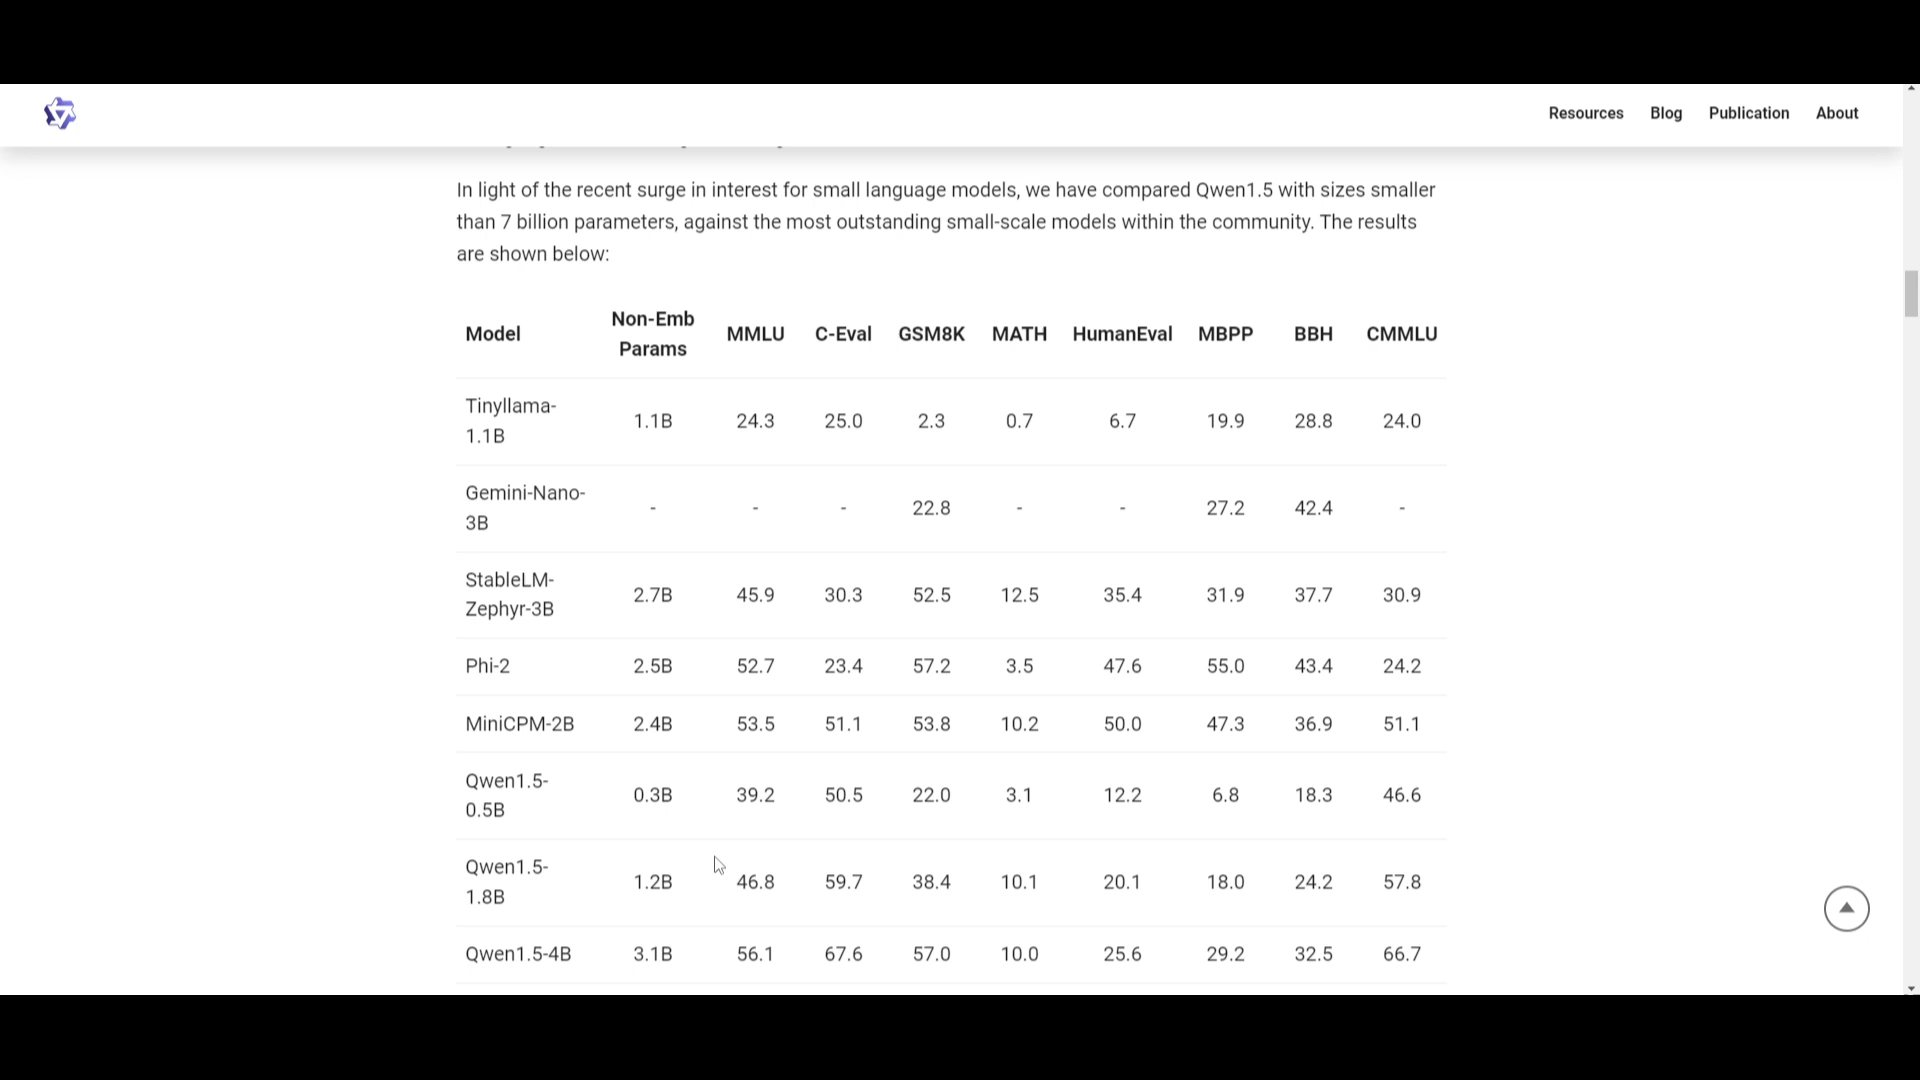 Resources Blog Publication About
In light of the recent surge in interest for small language models, we have compared Qwen1.5 with sizes smaller
than 7 billion parameters, against the most outstanding small-scale models within the community. The results
are shown below:
Model Non-Emb Params MMLU C-Eval GSM8K MATH HumanEval MBPP BBH CMMLU
Tinyllama-1.1B 1.1B 24.3 25.0 2.3 0.7 6.7 19.9 28.8 24.0
Gemini-Nano-3B - - - 22.8 - - 27.2 42.4 -
StableLM-Zephyr-3B 2.7B 45.9 30.3 52.5 12.5 35.4 31.9 37.7 30.9
Phi-2 2.5B 52.7 23.4 57.2 3.5 47.6 55.0 43.4 24.2
MiniCPM-2B 2.4B 53.5 51.1 53.8 10.2 50.0 47.3 36.9 51.1
Qwen1.5-0.5B 0.3B 39.2 50.5 22.0 3.1 12.2 6.8 18.3 46.6
Qwen1.5-1.8B 1.2B 46.8 59.7 38.4 10.1 20.1 18.0 24.2 57.8
Qwen1.5-4B 3.1B 56.1 67.6 57.0 10.0 25.6 29.2 32.5 66.7